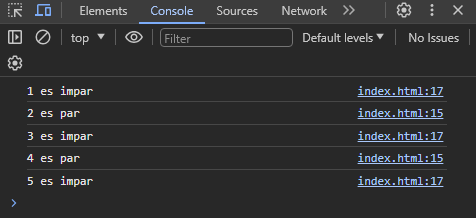 Elements Console Sources Network
top Filter Default levels No Issues
1 es impar index.html:17
2 es par index.html:15
3 es impar index.html:17
4 es par index.html:15
5 es impar index.html:17